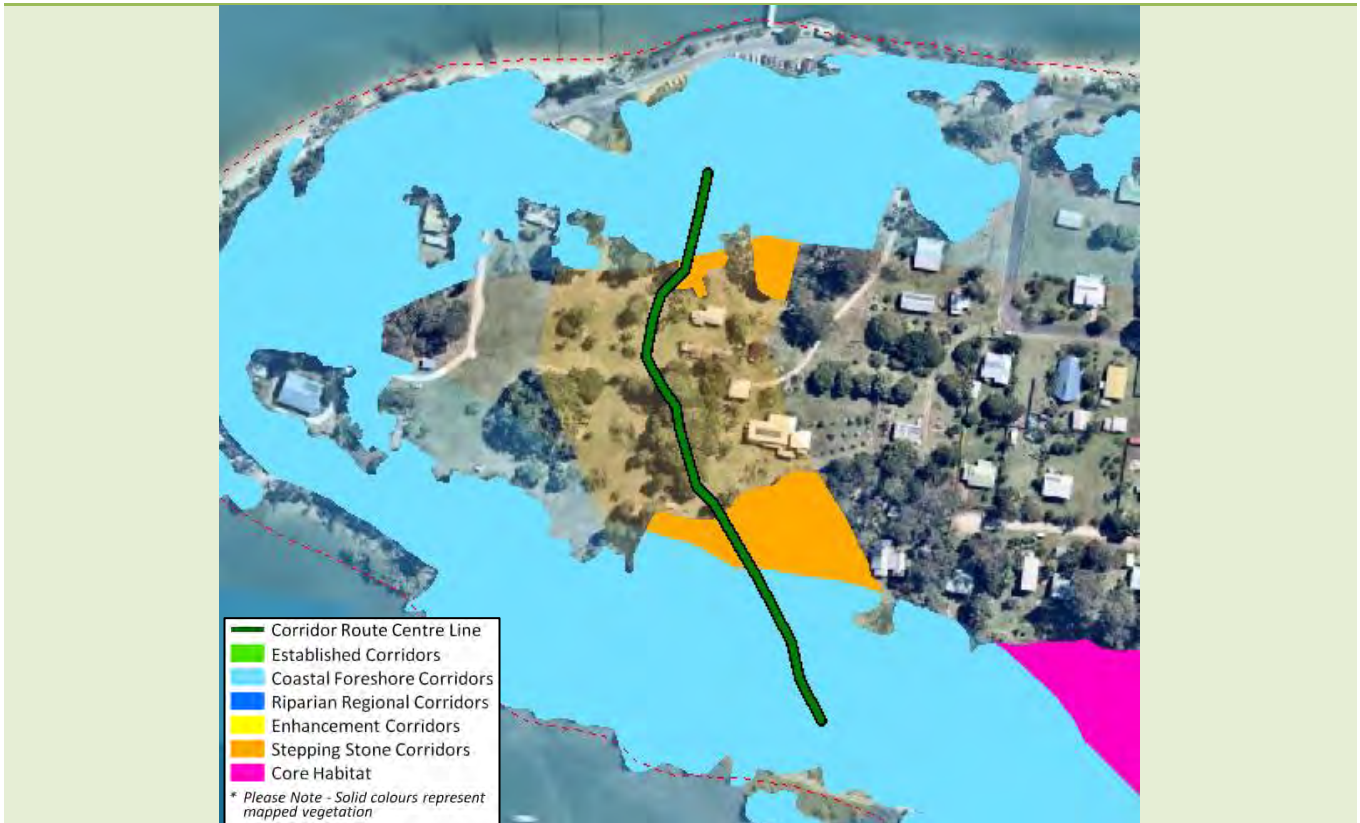 Corridor Route Centre Line
Established Corridors
Coastal Foreshore Corridors
Riparian Regional Corridors
Enhancement Corridors
Stepping Stone Corridors
Core Habitat
* Please Note - Solid colours represent
mapped vegetation